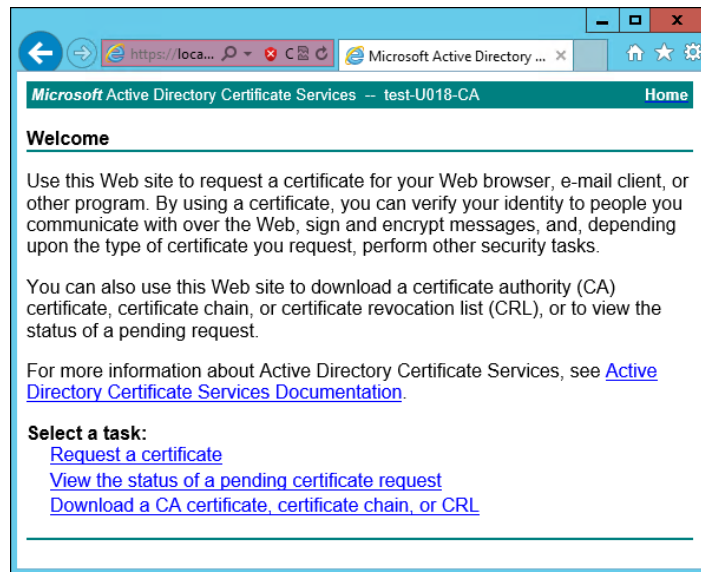 https://loca...
Microsoft Active Directory ...
Microsoft Active Directory Certificate Services -- test-U018-CA Home
Welcome
Use this Web site to request a certificate for your Web browser, e-mail client, or
other program. By using a certificate, you can verify your identity to people you
communicate with over the Web, sign and encrypt messages, and, depending
upon the type of certificate you request, perform other security tasks.
You can also use this Web site to download a certificate authority (CA)
certificate, certificate chain, or certificate revocation list (CRL), or to view the
status of a pending request.
For more information about Active Directory Certificate Services, see Active
Directory Certificate Services Documentation.
Select a task:
Request a certificate
View the status of a pending certificate request
Download a CA certificate, certificate chain, or CRL